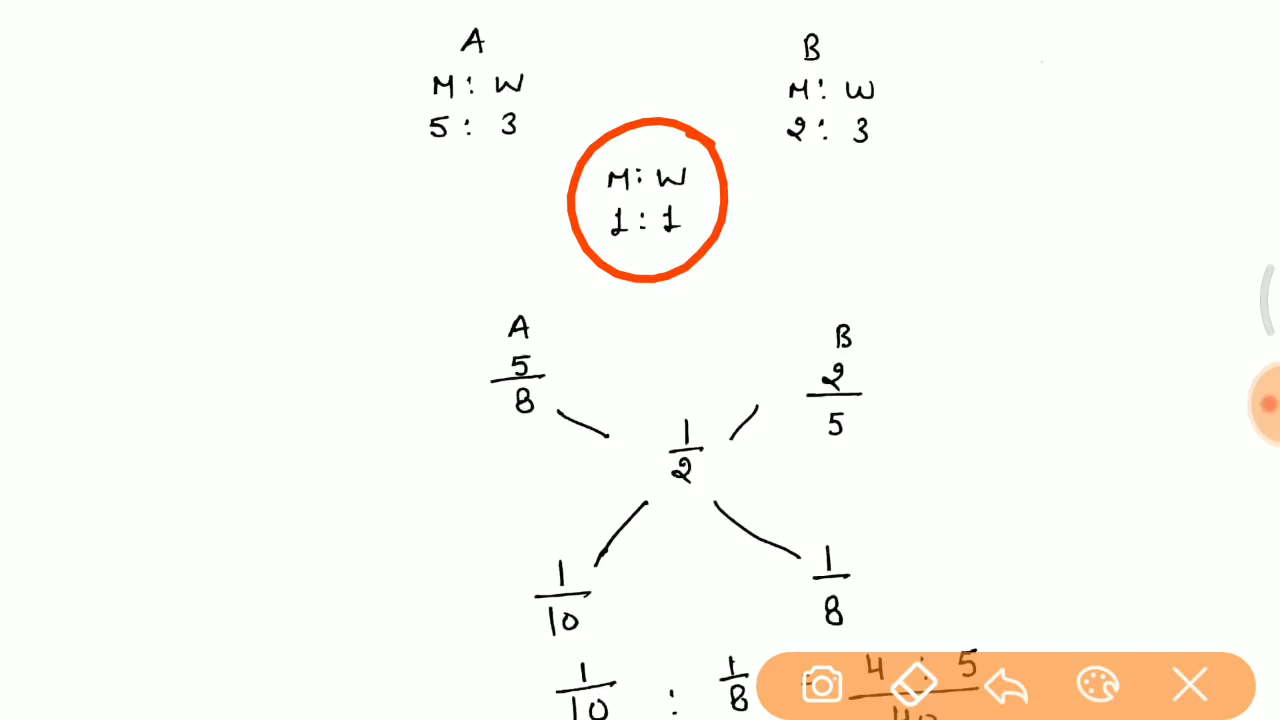 A B
M : W M : W
5 : 3 2 : 3
M : W
1 : 1
A B
5/8 2/5
1/2
1/10 1/8
1/10 : 1/8 = 4 : 5 / 40